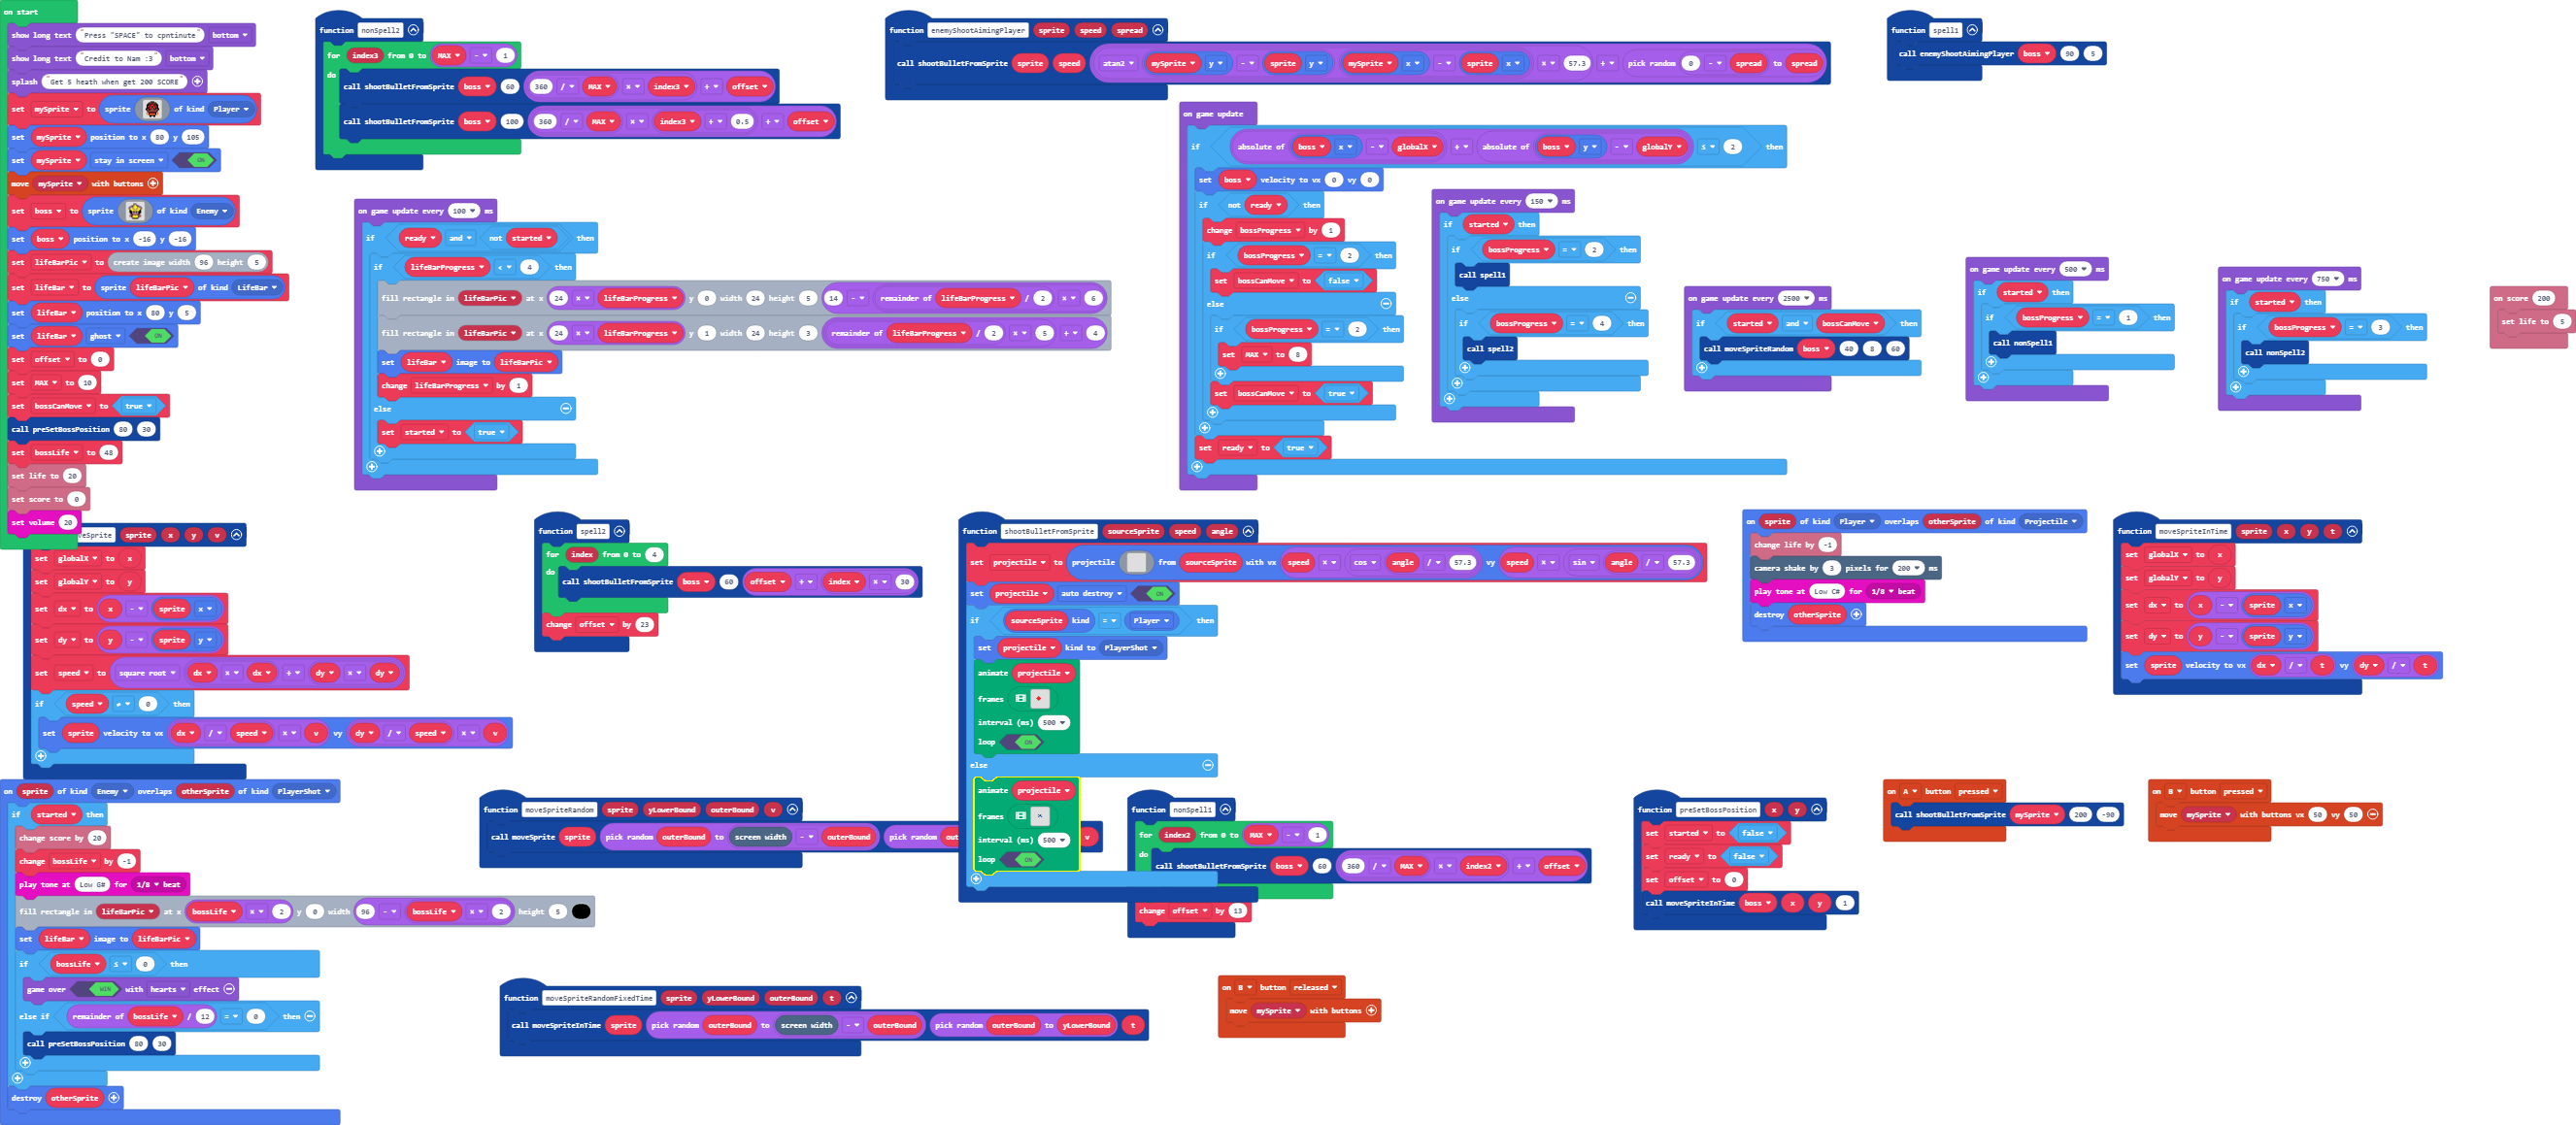 on start
show long text "Press "SPACE" to cpntinute" bottom
show long text "Credit to Nam :3" bottom
splash "Get 5 heath when get 200 SCORE"
set mySprite to sprite of kind Player
set mySprite position to x 80 y 105
set mySprite stay in screen ON
move mySprite with buttons
set boss to sprite of kind Enemy
set boss position to x -16 y -16
set lifeBarPic to create image width 96 height 5
set lifeBar to sprite lifeBarPic of kind LifeBar
set lifeBar position to x 80 y 5
set lifeBar ghost ON
set offset to 0
set MAX to 10
set bossCanMove to true
call preSetBossPosition 80 30
set bossLife to 48
set life to 20
set score to 0
set volume 20
function nonSpell2
for index3 from 0 to MAX - 1
do
call shootBulletFromSprite boss 60 360 / MAX × index3 + offset
call shootBulletFromSprite boss 100 360 / MAX × index3 + 0.5 + offset
on game update every 100 ms
if ready and not started then
if lifeBarProgress < 4 then
fill rectangle in lifeBarPic at x 24 × lifeBarProgress y 0 width 24 height 5 14 - remainder of lifeBarProgress / 2 × 6
fill rectangle in lifeBarPic at x 24 × lifeBarProgress y 1 width 24 height 3 remainder of lifeBarProgress / 2 × 5 + 4
set lifeBar image to lifeBarPic
change lifeBarProgress by 1
else
set started to true
function enemyShootAimingPlayer sprite speed spread
call shootBulletFromSprite sprite speed atan2 mySprite y - sprite y mySprite x - sprite x × 57.3 + pick random 0 - spread to spread
function spell1
call enemyShootAimingPlayer boss 90 5
on game update
if absolute of boss x - globalX + absolute of boss y - globalY ≤ 2 then
set boss velocity to vx 0 vy 0
if not ready then
change bossProgress by 1
if bossProgress = 2 then
set bossCanMove to false
else
if bossProgress = 2 then
set MAX to 8
set bossCanMove to true
set ready to true
on game update every 150 ms
if started then
if bossProgress = 2 then
call spell1
else
if bossProgress = 4 then
call spell2
on game update every 2500 ms
if started and bossCanMove then
call moveSpriteRandom boss 40 8 60
on game update every 500 ms
if started then
if bossProgress = 1 then
call nonSpell1
on game update every 750 ms
if started then
if bossProgress = 3 then
call nonSpell2
on score 200
set life to 5
veSprite sprite x y v
set globalX to x
set globalY to y
set dx to x - sprite x
set dy to y - sprite y
set speed to square root dx × dx + dy × dy
if speed ≠ 0 then
set sprite velocity to vx dx / speed × v vy dy / speed × v
function spell2
for index from 0 to 4
do
call shootBulletFromSprite boss 60 offset + index × 30
change offset by 23
function shootBulletFromSprite sourceSprite speed angle
set projectile to projectile from sourceSprite with vx speed × cos angle / 57.3 vy speed × sin angle / 57.3
set projectile auto destroy ON
if sourceSprite kind = Player then
set projectile kind to PlayerShot
animate projectile
frames
interval (ms) 500
loop ON
else
animate projectile
frames
interval (ms) 500
loop ON
on sprite of kind Player overlaps otherSprite of kind Projectile
change life by -1
camera shake by 3 pixels for 200 ms
play tone at Low C# for 1/8 beat
destroy otherSprite
function moveSpriteInTime sprite x y t
set globalX to x
set globalY to y
set dx to x - sprite x
set dy to y - sprite y
set sprite velocity to vx dx / t vy dy / t
on sprite of kind Enemy overlaps otherSprite of kind PlayerShot
if started then
change score by 20
change bossLife by -1
play tone at Low G# for 1/8 beat
fill rectangle in lifeBarPic at x bossLife × 2 y 0 width 96 - bossLife × 2 height 5
set lifeBar image to lifeBarPic
if bossLife ≤ 0 then
game over WIN with hearts effect
else if remainder of bossLife / 12 = 0 then
call preSetBossPosition 80 30
destroy otherSprite
function moveSpriteRandom sprite yLowerBound outerBound v
call moveSprite sprite pick random outerBound to screen width - outerBound pick random out v
function nonSpell1
for index2 from 0 to MAX - 1
do
call shootBulletFromSprite boss 60 360 / MAX × index2 + offset
change offset by 13
function preSetBossPosition x y
set started to false
set ready to false
set offset to 0
call moveSpriteInTime boss x y 1
on A button pressed
call shootBulletFromSprite mySprite 200 -90
on B button pressed
move mySprite with buttons vx 50 vy 50
function moveSpriteRandomFixedTime sprite yLowerBound outerBound t
call moveSpriteInTime sprite pick random outerBound to screen width - outerBound pick random outerBound to yLowerBound t
on B button released
move mySprite with buttons